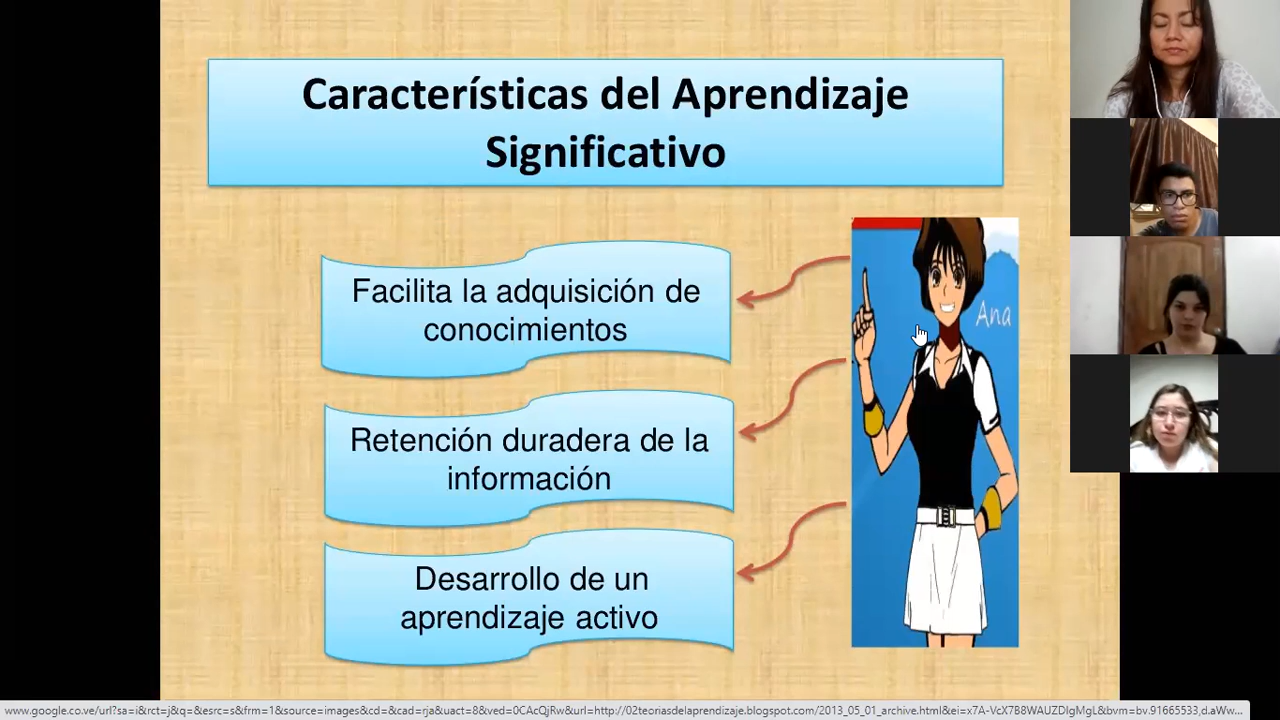 Características del Aprendizaje
Significativo
Facilita la adquisición de
conocimientos
Ana
Retención duradera de la
información
Desarrollo de un
aprendizaje activo
www.google.co.ve/url?sa=i&rct=j&q=&esrc=s&frm=1&source=images&cd=&cad=rja&uact=8&ved=0CAcQjRw&url=http://02teoriasdelaprendizaje.blogspot.com/2013_05_01_archive.html&ei=x7A-VcX7B8WAUZDIgMgL&bvm=bv.91665533,d.aWw...